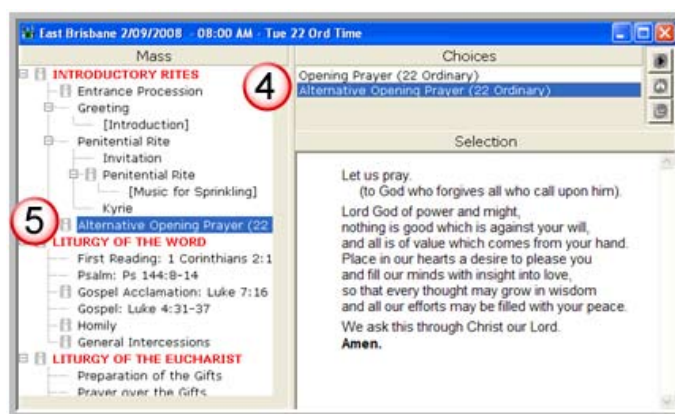 East Brisbane 2/09/2008 - 08:00 AM - Tue 22 Ord Time
Mass
INTRODUCTORY RITES
Entrance Procession
Greeting
[Introduction]
Penitential Rite
Invitation
Penitential Rite
[Music for Sprinkling]
Kyrie
5
Alternative Opening Prayer (22
LITURGY OF THE WORD
First Reading: 1 Corinthians 2:1
Psalm: Ps 144:8-14
Gospel Acclamation: Luke 7:16
Gospel: Luke 4:31-37
Homily
General Intercessions
LITURGY OF THE EUCHARIST
Preparation of the Gifts
Prayer over the Gifts
Choices
4
Opening Prayer (22 Ordinary)
Alternative Opening Prayer (22 Ordinary)
Selection
Let us pray.
(to God who forgives all who call upon him).
Lord God of power and might,
nothing is good which is against your will,
and all is of value which comes from your hand.
Place in our hearts a desire to please you
and fill our minds with insight into love,
so that every thought may grow in wisdom
and all our efforts may be filled with your peace.
We ask this through Christ our Lord.
Amen.